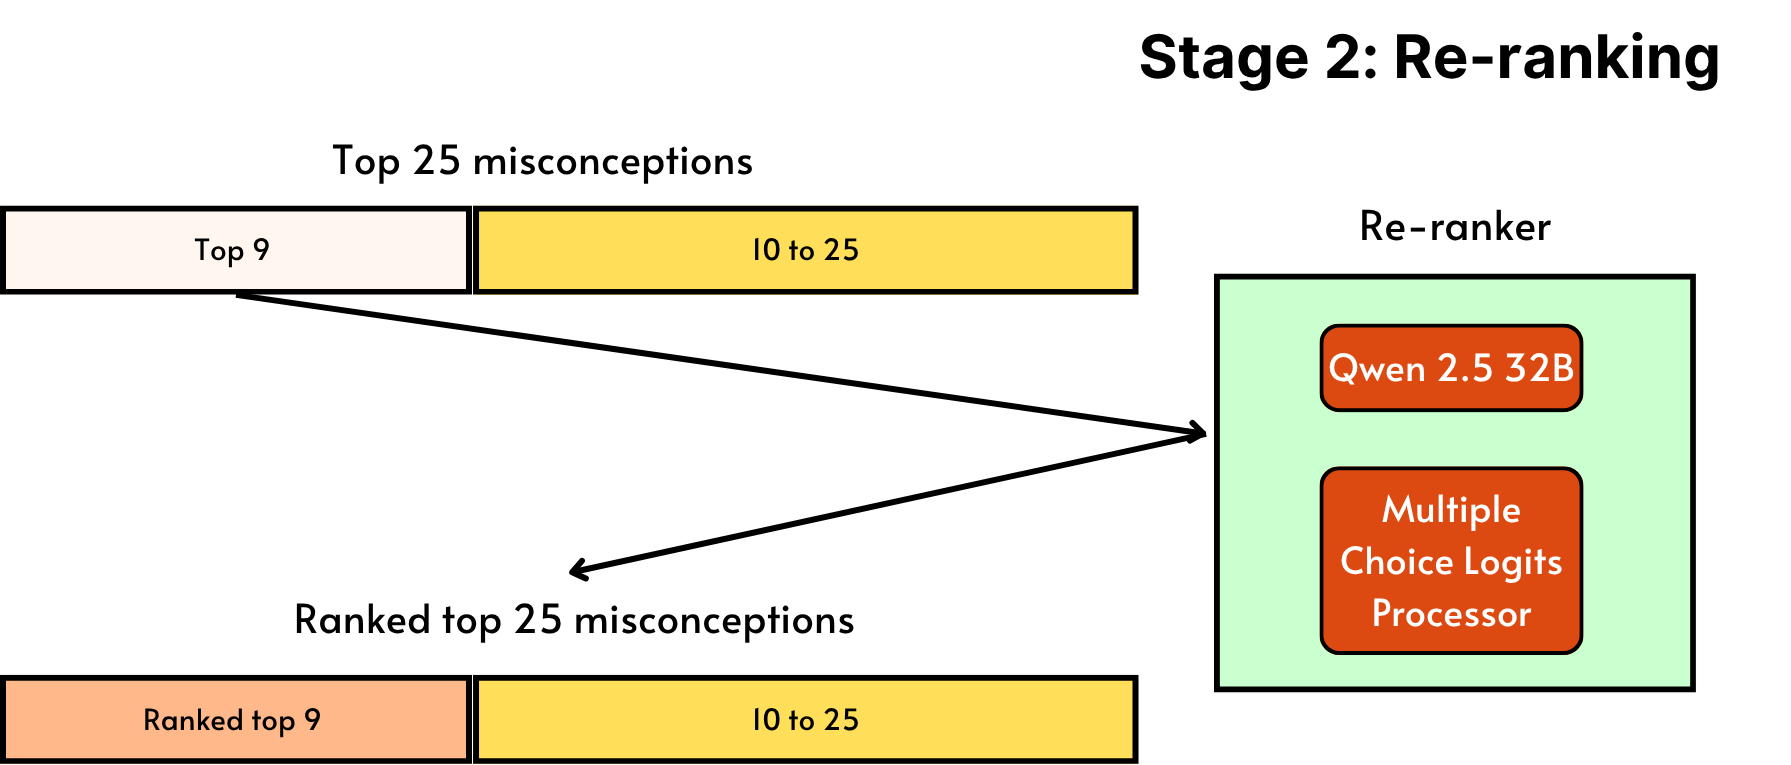 Stage 2: Re-ranking
Top 25 misconceptions
Top 9
10 to 25
Re-ranker
Qwen 2.5 32B
Multiple
Choice Logits
Processor
Ranked top 25 misconceptions
Ranked top 9
10 to 25